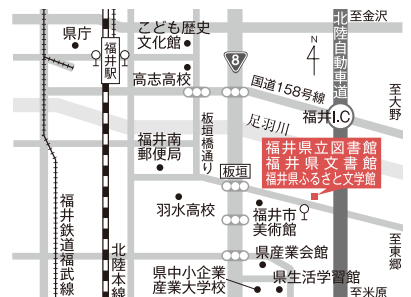 至金沢
こども歴史
文化館
県庁
福井駅
高志高校
8
N
北陸自動車道
国道158号線
至大野
足羽川
福井I.C
板垣橋通り
福井南
郵便局
福井県立図書館
福井県文書館
福井県ふるさと文学館
板垣
羽水高校
福井市
美術館
至東郷
福井鉄道福武線
北陸本線
県産業会館
県中小企業
産業大学校
県生活学習館
至米原